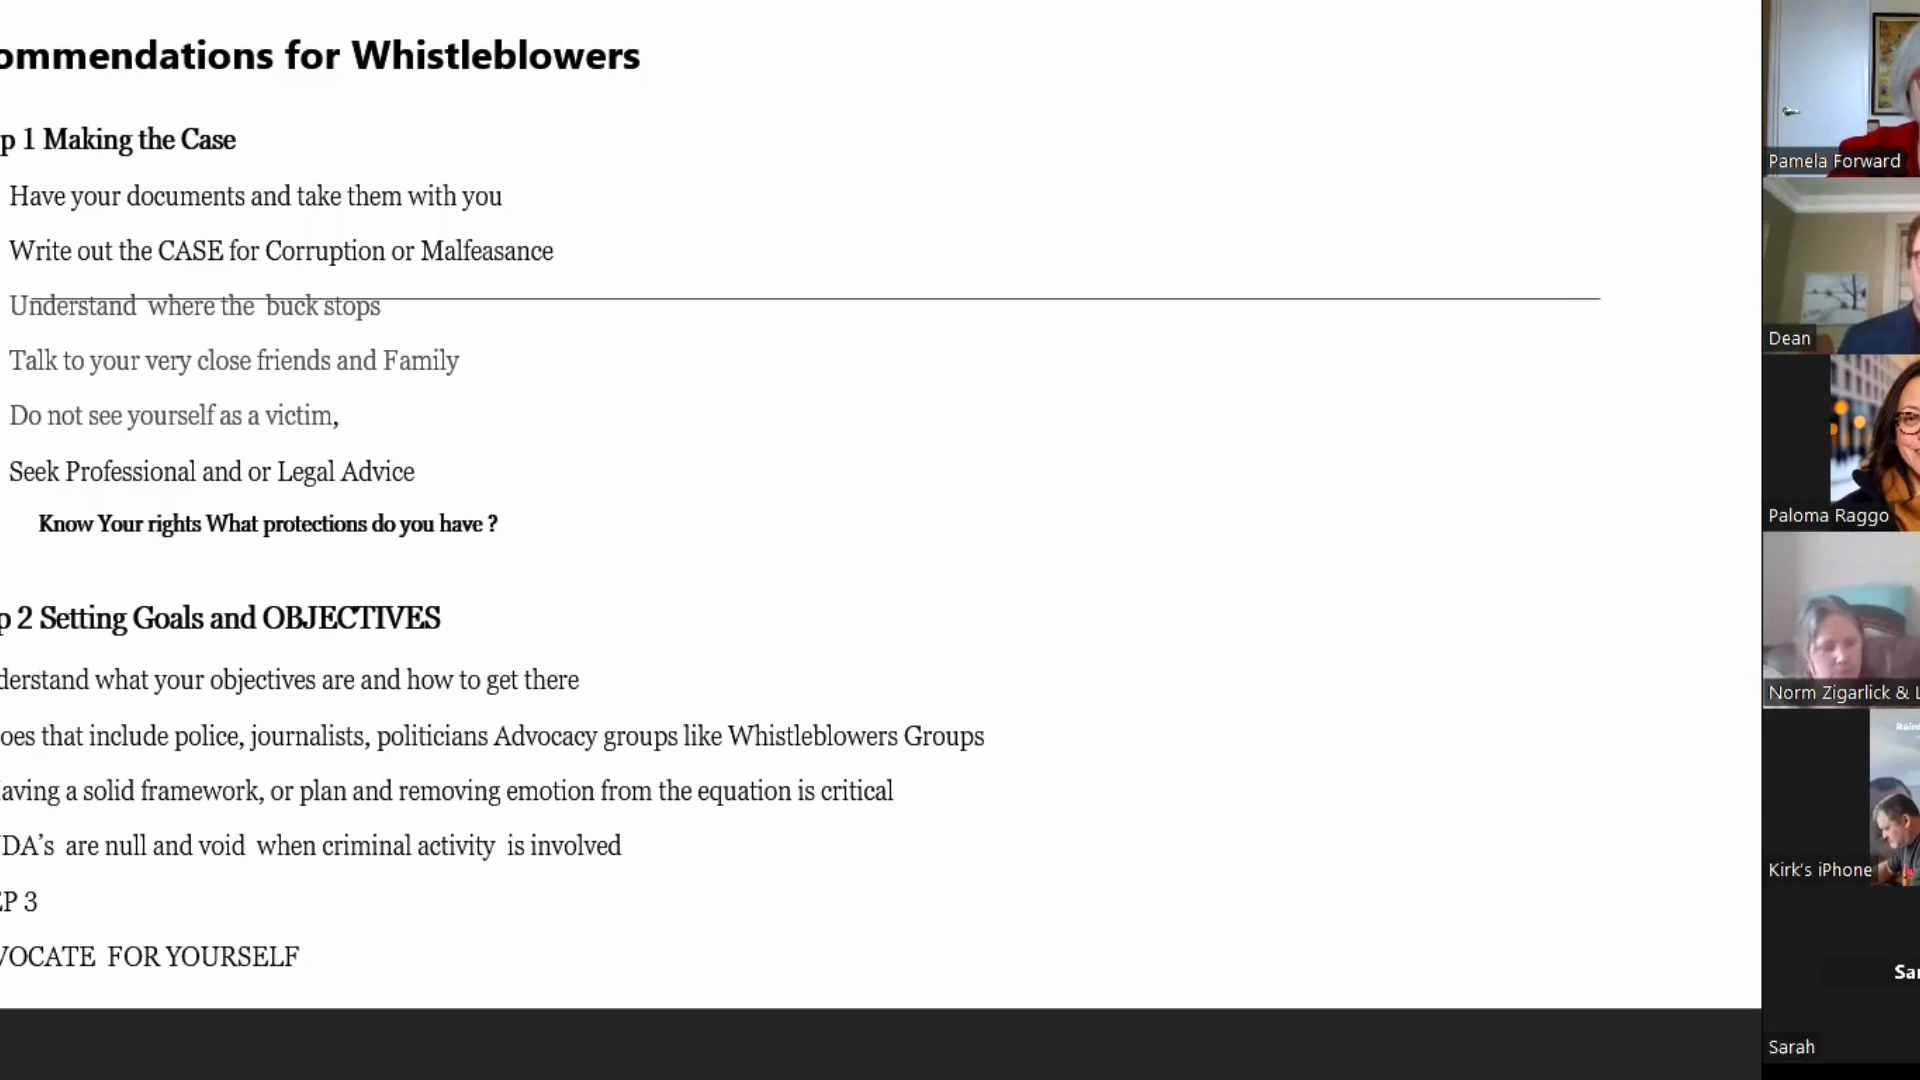 ommendations for Whistleblowers
p 1 Making the Case
Have your documents and take them with you
Write out the CASE for Corruption or Malfeasance
Understand where the buck stops
Talk to your very close friends and Family
Do not see yourself as a victim,
Seek Professional and or Legal Advice
Know Your rights What protections do you have ?
p 2 Setting Goals and OBJECTIVES
derstand what your objectives are and how to get there
oes that include police, journalists, politicians Advocacy groups like Whistleblowers Groups
aving a solid framework, or plan and removing emotion from the equation is critical
DA's are null and void when criminal activity is involved
EP 3
VOCATE FOR YOURSELF
Pamela Forward
Dean
Paloma Raggo
Norm Zigarlick & L
Kirk's iPhone
Sar
Sarah